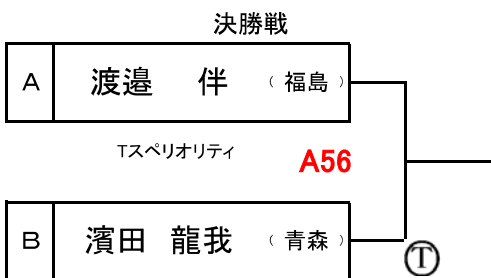 決勝戦
A 渡邉 伴 （ 福島 ）
Tスペリオリティ A56
B 濱田 龍我 （ 青森 ）
Ⓣ